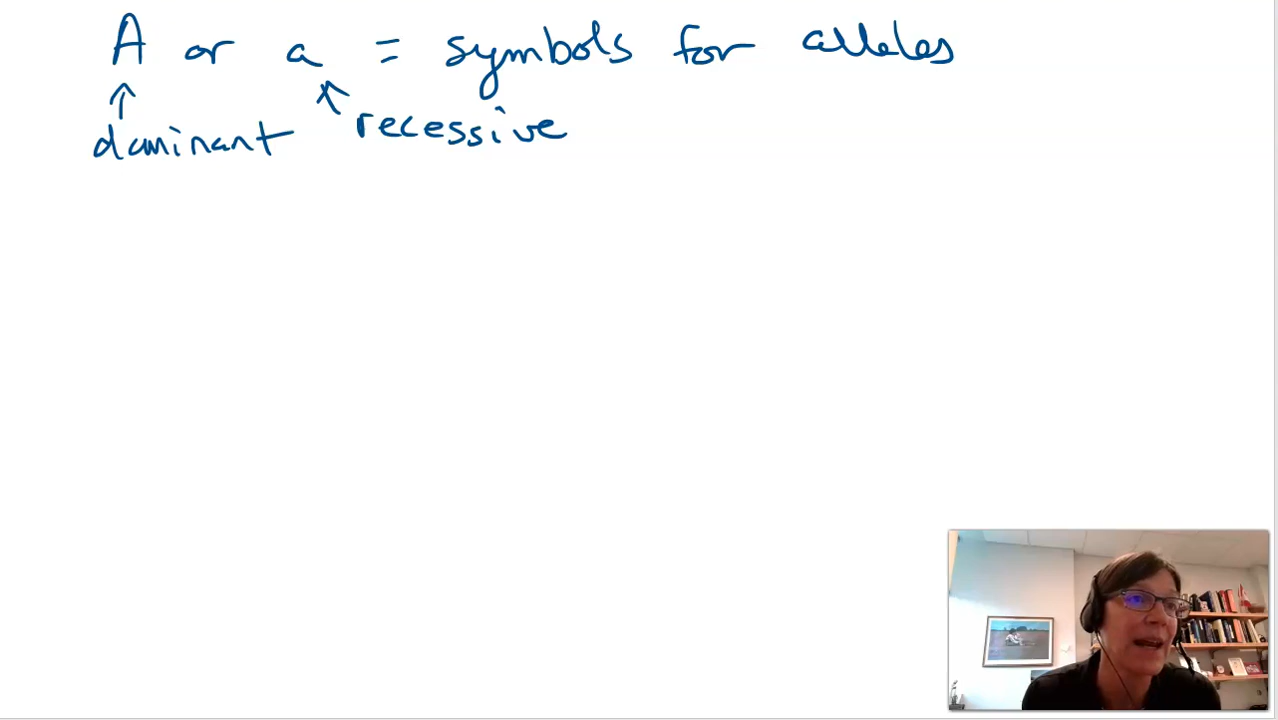 A or a = symbols for alleles
↑ ↑
dominant recessive